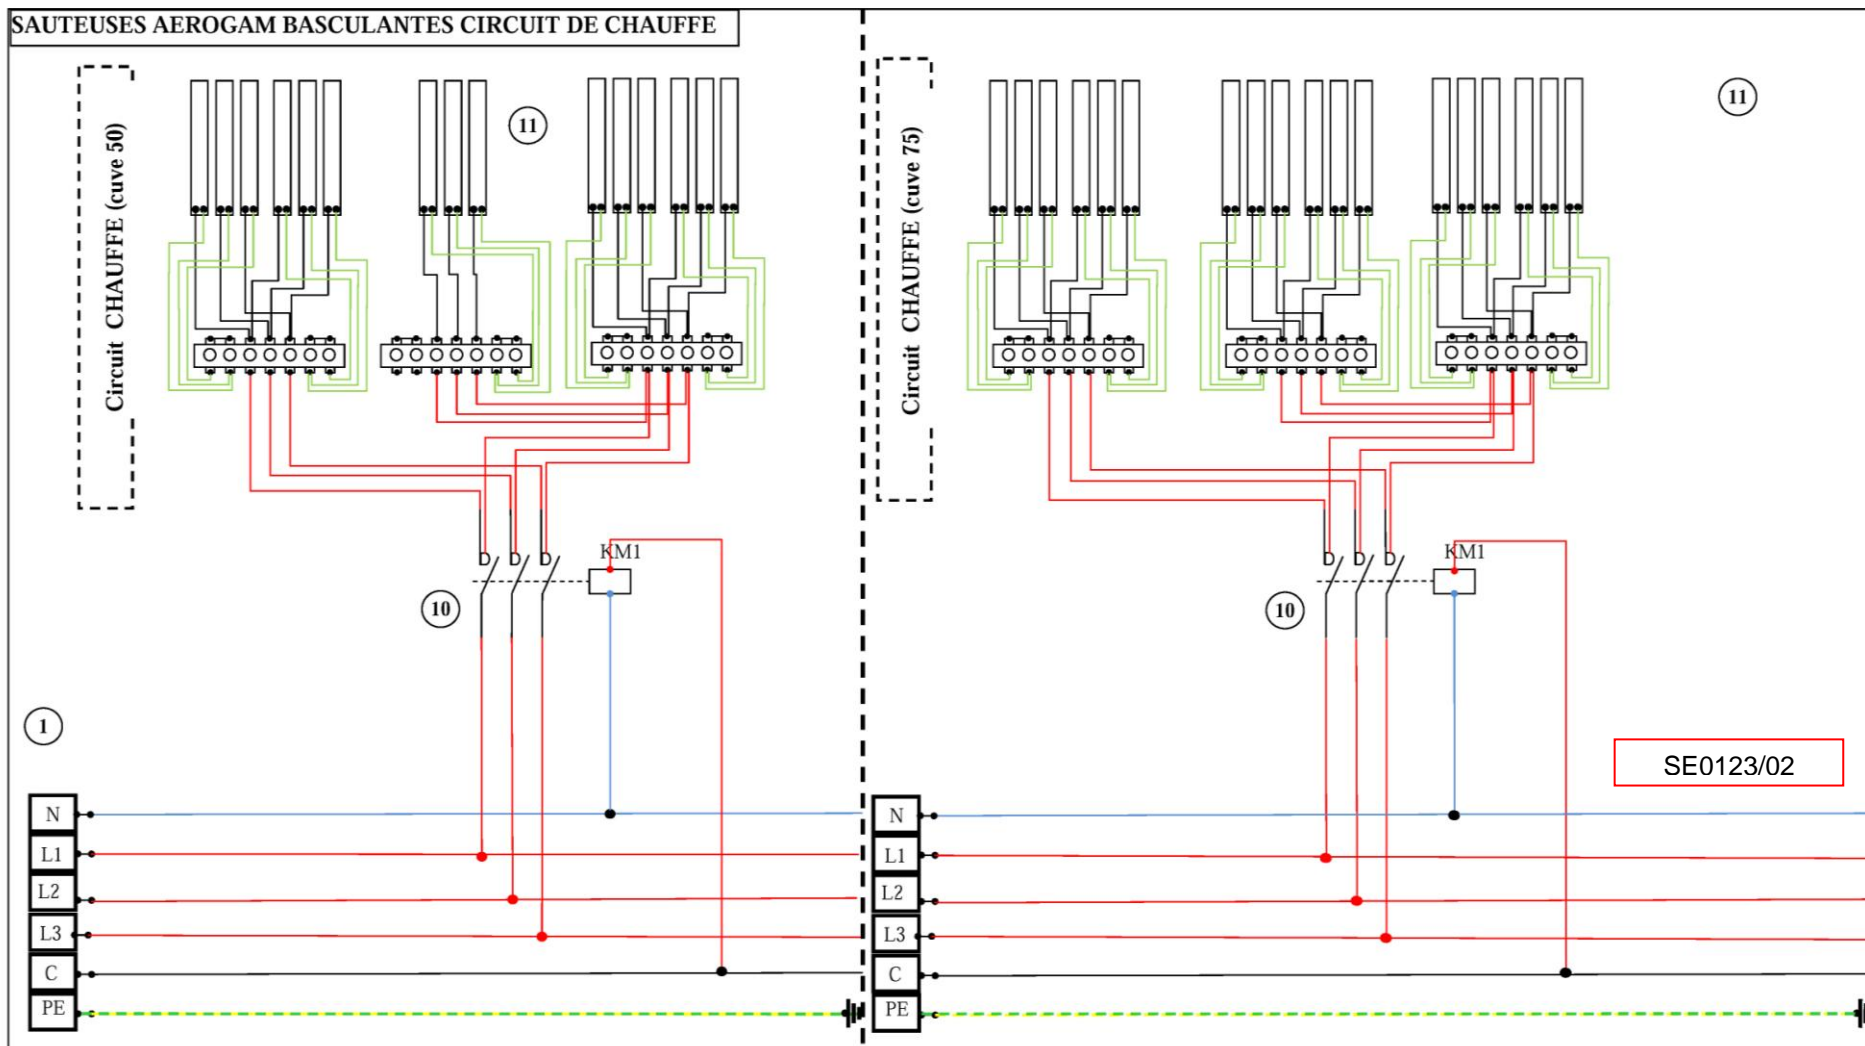 SAUTEUSES AEROGAM BASCULANTES CIRCUIT DE CHAUFFE
Circuit CHAUFFE (cuve 50)
11
KM1
10
1
N
L1
L2
L3
C
PE
Circuit CHAUFFE (cuve 75)
11
KM1
10
SE0123/02
N
L1
L2
L3
C
PE